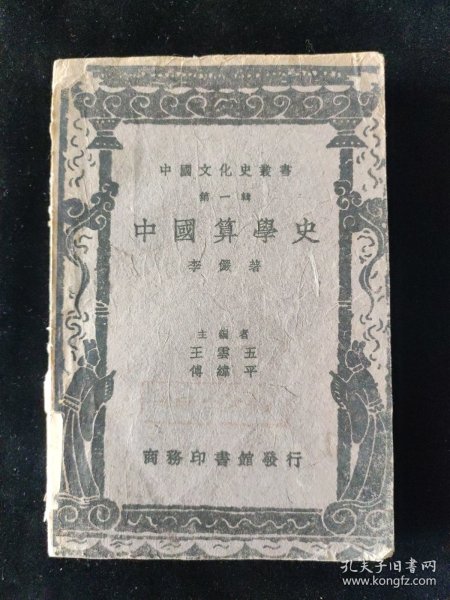 中國文化史叢書
第一輯
中國算學史
李儼著
主編者
王雲五
傅緯平
商務印書館發行
孔夫子旧书网
www.kongfz.com